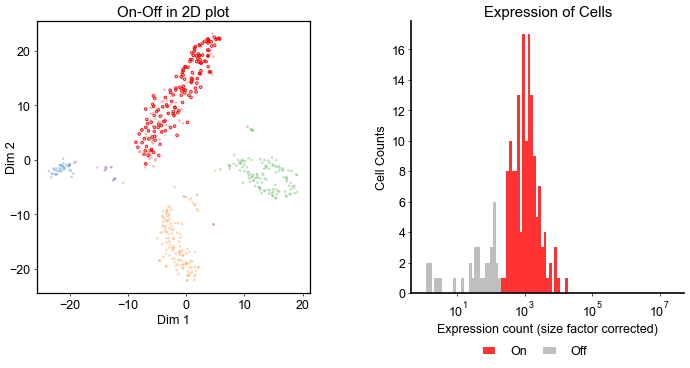 On-Off in 2D plot
20
10
0
−10
−20
Dim 2
−20
−10
0
10
20
Dim 1
Expression of Cells
16
14
12
10
8
6
4
2
0
Cell Counts
10^1
10^3
10^5
10^7
Expression count (size factor corrected)
On
Off